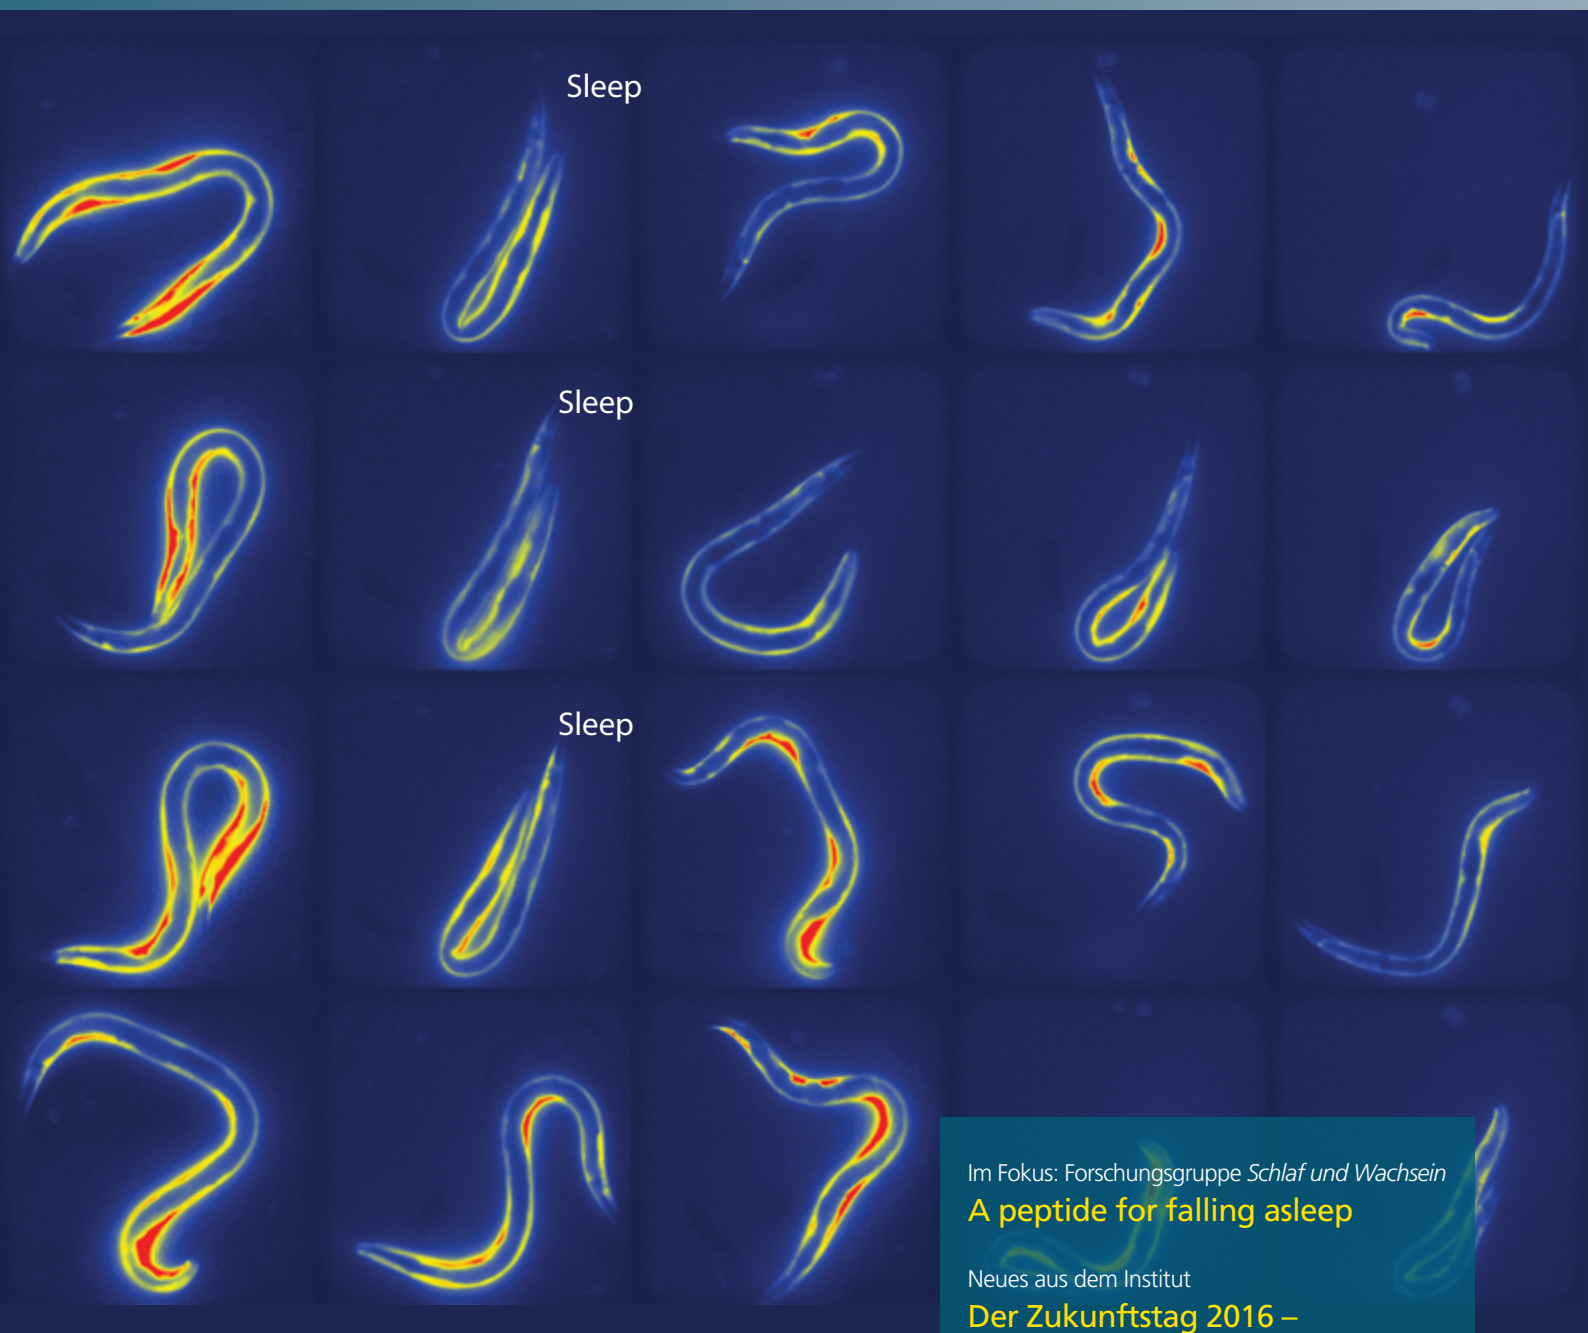 Sleep
Sleep
Sleep
Im Fokus: Forschungsgruppe Schlaf und Wachsein
A peptide for falling asleep
Neues aus dem Institut
Der Zukunftstag 2016 –